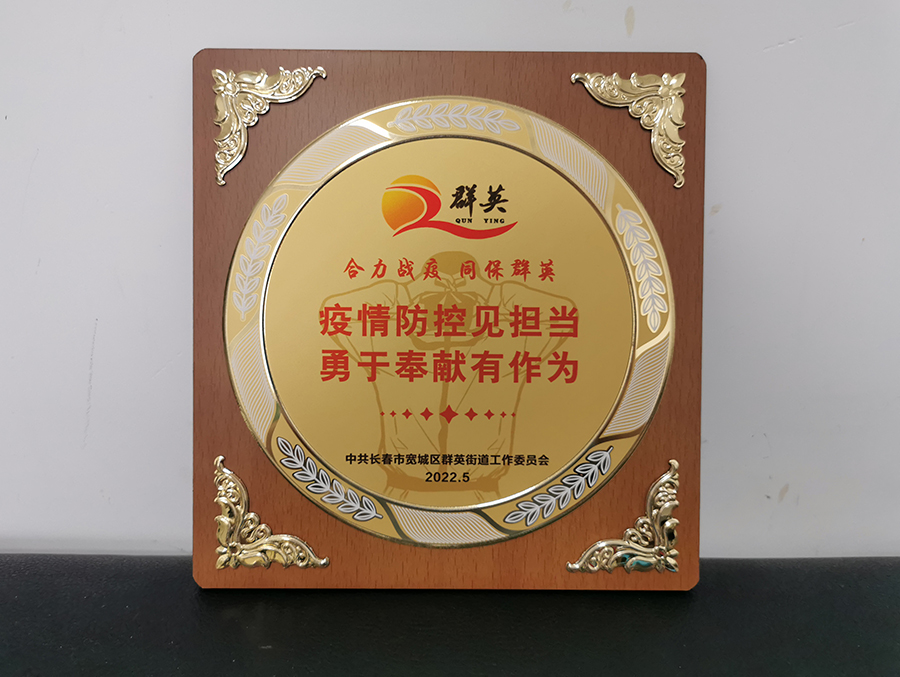 群英
QUN YING
合力战疫 同保群英
疫情防控见担当
勇于奉献有作为
中共长春市宽城区群英街道工作委员会
2022.5